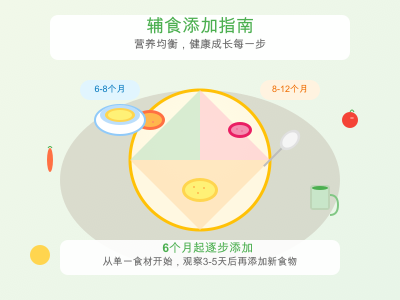 辅食添加指南
营养均衡，健康成长每一步
6-8个月
8-12个月
6个月起逐步添加
从单一食材开始，观察3-5天后再添加新食物